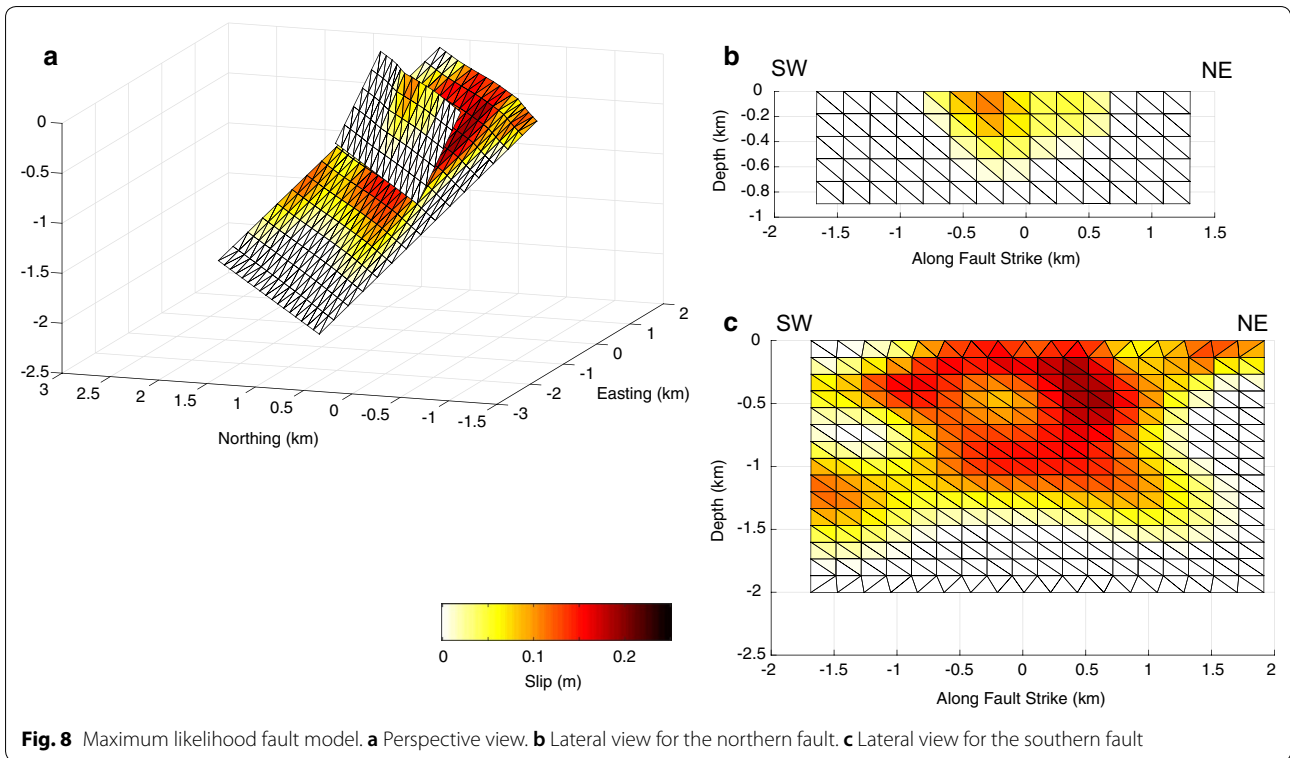 a
0
-0.5
-1
-1.5
-2
-2.5
3 2.5 2 1.5 1 0.5 0 -0.5 -1 -1.5
Northing (km)
-3 -2 -1 0 1 2
Easting (km)
b
SW NE
0
-0.2
-0.4
-0.6
-0.8
-1
Depth (km)
-2 -1.5 -1 -0.5 0 0.5 1 1.5
Along Fault Strike (km)
c
SW NE
0
-0.5
-1
-1.5
-2
-2.5
Depth (km)
-2 -1.5 -1 -0.5 0 0.5 1 1.5 2
Along Fault Strike (km)
0 0.1 0.2
Slip (m)
Fig. 8 Maximum likelihood fault model. a Perspective view. b Lateral view for the northern fault. c Lateral view for the southern fault